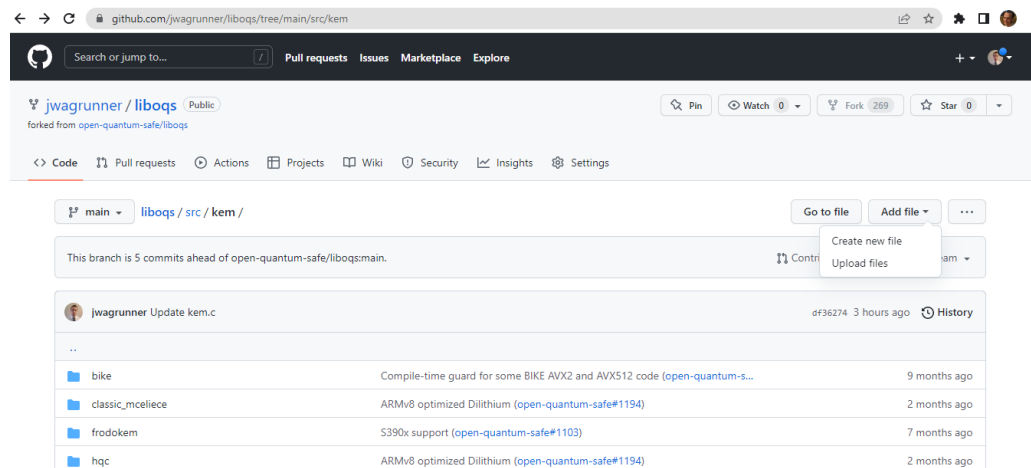 github.com/jwagrunner/liboqs/tree/main/src/kem
Search or jump to... / Pull requests Issues Marketplace Explore
jwagrunner / liboqs Public Pin Watch 0 Fork 269 Star 0
forked from open-quantum-safe/liboqs
Code Pull requests Actions Projects Wiki Security Insights Settings
main liboqs / src / kem / Go to file Add file ...
Create new file
This branch is 5 commits ahead of open-quantum-safe/liboqs:main.
Upload files
jwagrunner Update kem.c df36274 3 hours ago History
..
bike Compile-time guard for some BIKE AVX2 and AVX512 code (open-quantum-s... 9 months ago
classic_mceliece ARMv8 optimized Dilithium (open-quantum-safe#1194) 2 months ago
frodokem S390x support (open-quantum-safe#1103) 7 months ago
hqc ARMv8 optimized Dilithium (open-quantum-safe#1194) 2 months ago